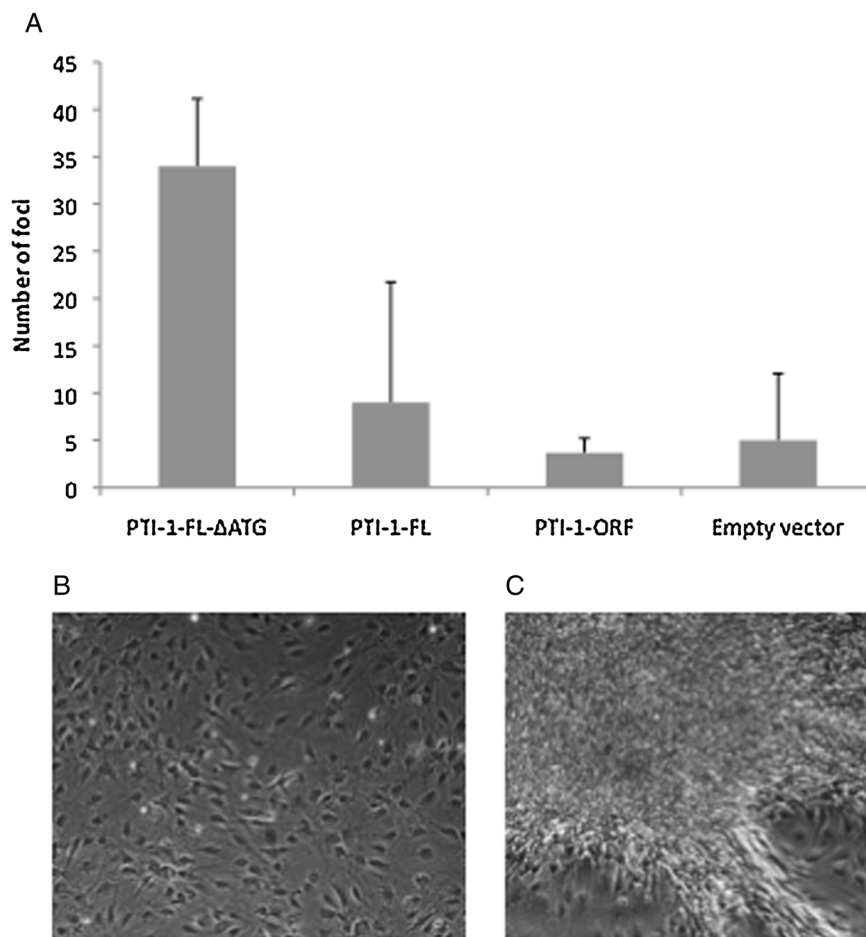 A
45
40
35
30
25
20
15
10
5
0
Number of foci
PTI-1-FL-ΔATG
PTI-1-FL
PTI-1-ORF
Empty vector
B
C